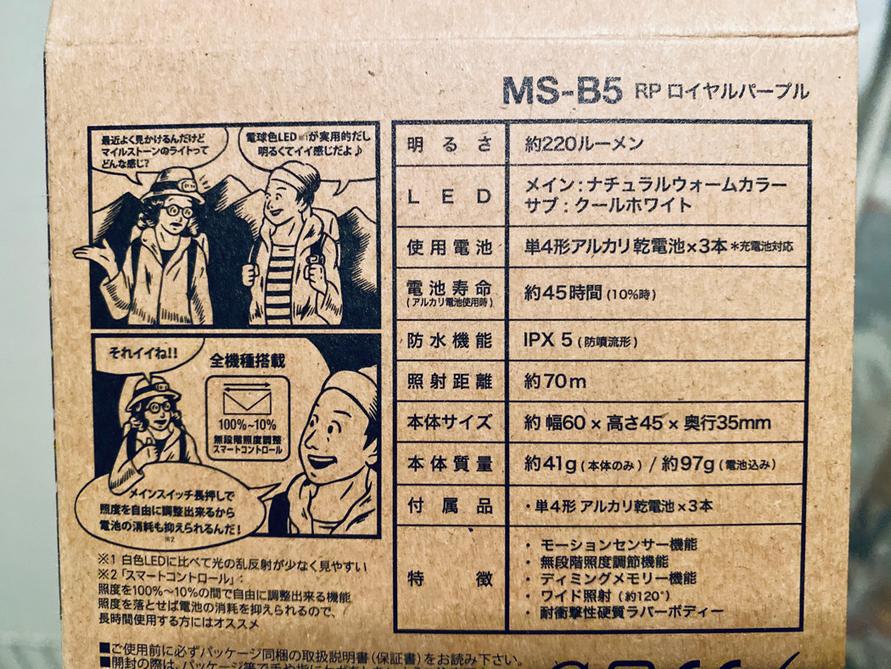 MS-B5 RP ロイヤルパープル
最近よく見かけるんだけど
マイルストーンのライトって
どんな感じ?
電球色LED※1が実用的だし
明るくてイイ感じだよ♪
それイイね!!
全機種搭載
100%~10%
無段階照度調整
スマートコントロール
メインスイッチ長押しで
照度を自由に調整出来るから
電池の消耗も抑えられるんだ!
※2
※1 白色LEDに比べて光の乱反射が少なく見やすい
※2「スマートコントロール」:
照度を100%~10%の間で自由に調整出来る機能
照度を落とせば電池の消耗を抑えられるので、
長時間使用する方にはオススメ
明るさ 約220ルーメン
LED メイン:ナチュラルウォームカラー
サブ:クールホワイト
使用電池 単4形アルカリ乾電池×3本 *充電池対応
電池寿命 約45時間(10%時)
(アルカリ電池使用時)
防水機能 IPX 5(防噴流形)
照射距離 約70m
本体サイズ 約 幅60 × 高さ45 × 奥行35mm
本体質量 約41g(本体のみ) / 約97g(電池込み)
付属品 ・単4形 アルカリ乾電池×3本
特徴 ・モーションセンサー機能
・無段階照度調節機能
・ディミングメモリー機能
・ワイド照射(約120°)
・耐衝撃性硬質ラバーボディー
■ご使用前に必ずパッケージ同梱の取扱説明書(保証書)をお読み下さい。
■開封の際は、パッケージ等で手や指に